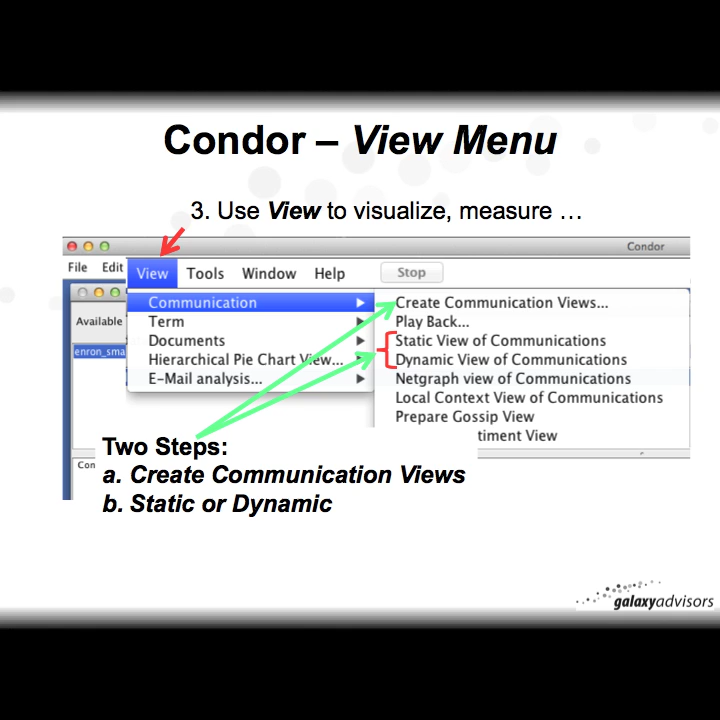 Condor – View Menu
3. Use View to visualize, measure …
Condor
File Edit View Tools Window Help Stop
Available
enron_sma
Communication
Term
Documents
Hierarchical Pie Chart View...
E-Mail analysis...
Create Communication Views...
Play Back...
Static View of Communications
Dynamic View of Communications
Netgraph view of Communications
Local Context View of Communications
Prepare Gossip View
timent View
Con
Two Steps:
a. Create Communication Views
b. Static or Dynamic
galaxyadvisors